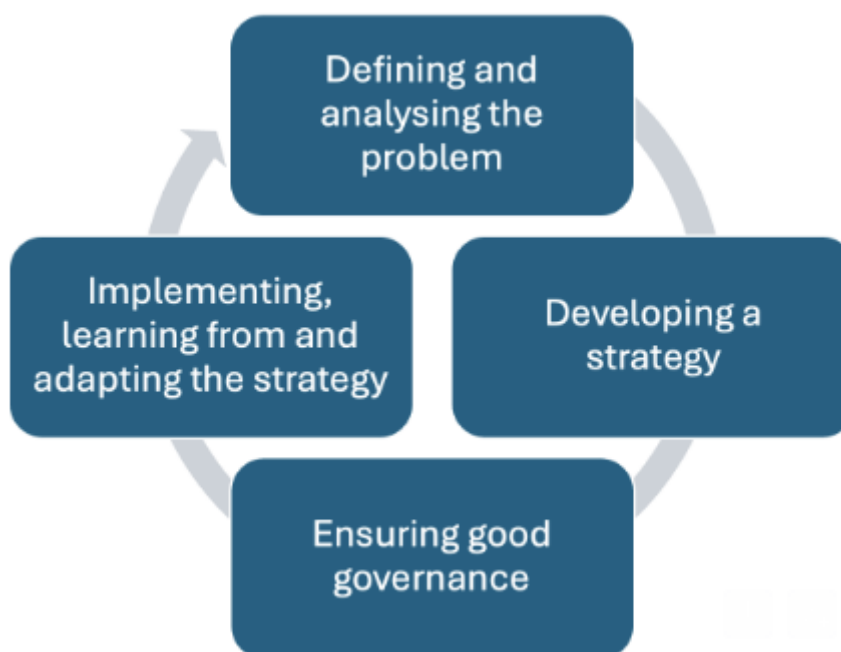 Defining and
analysing the
problem
Developing a
strategy
Ensuring good
governance
Implementing,
learning from and
adapting the strategy